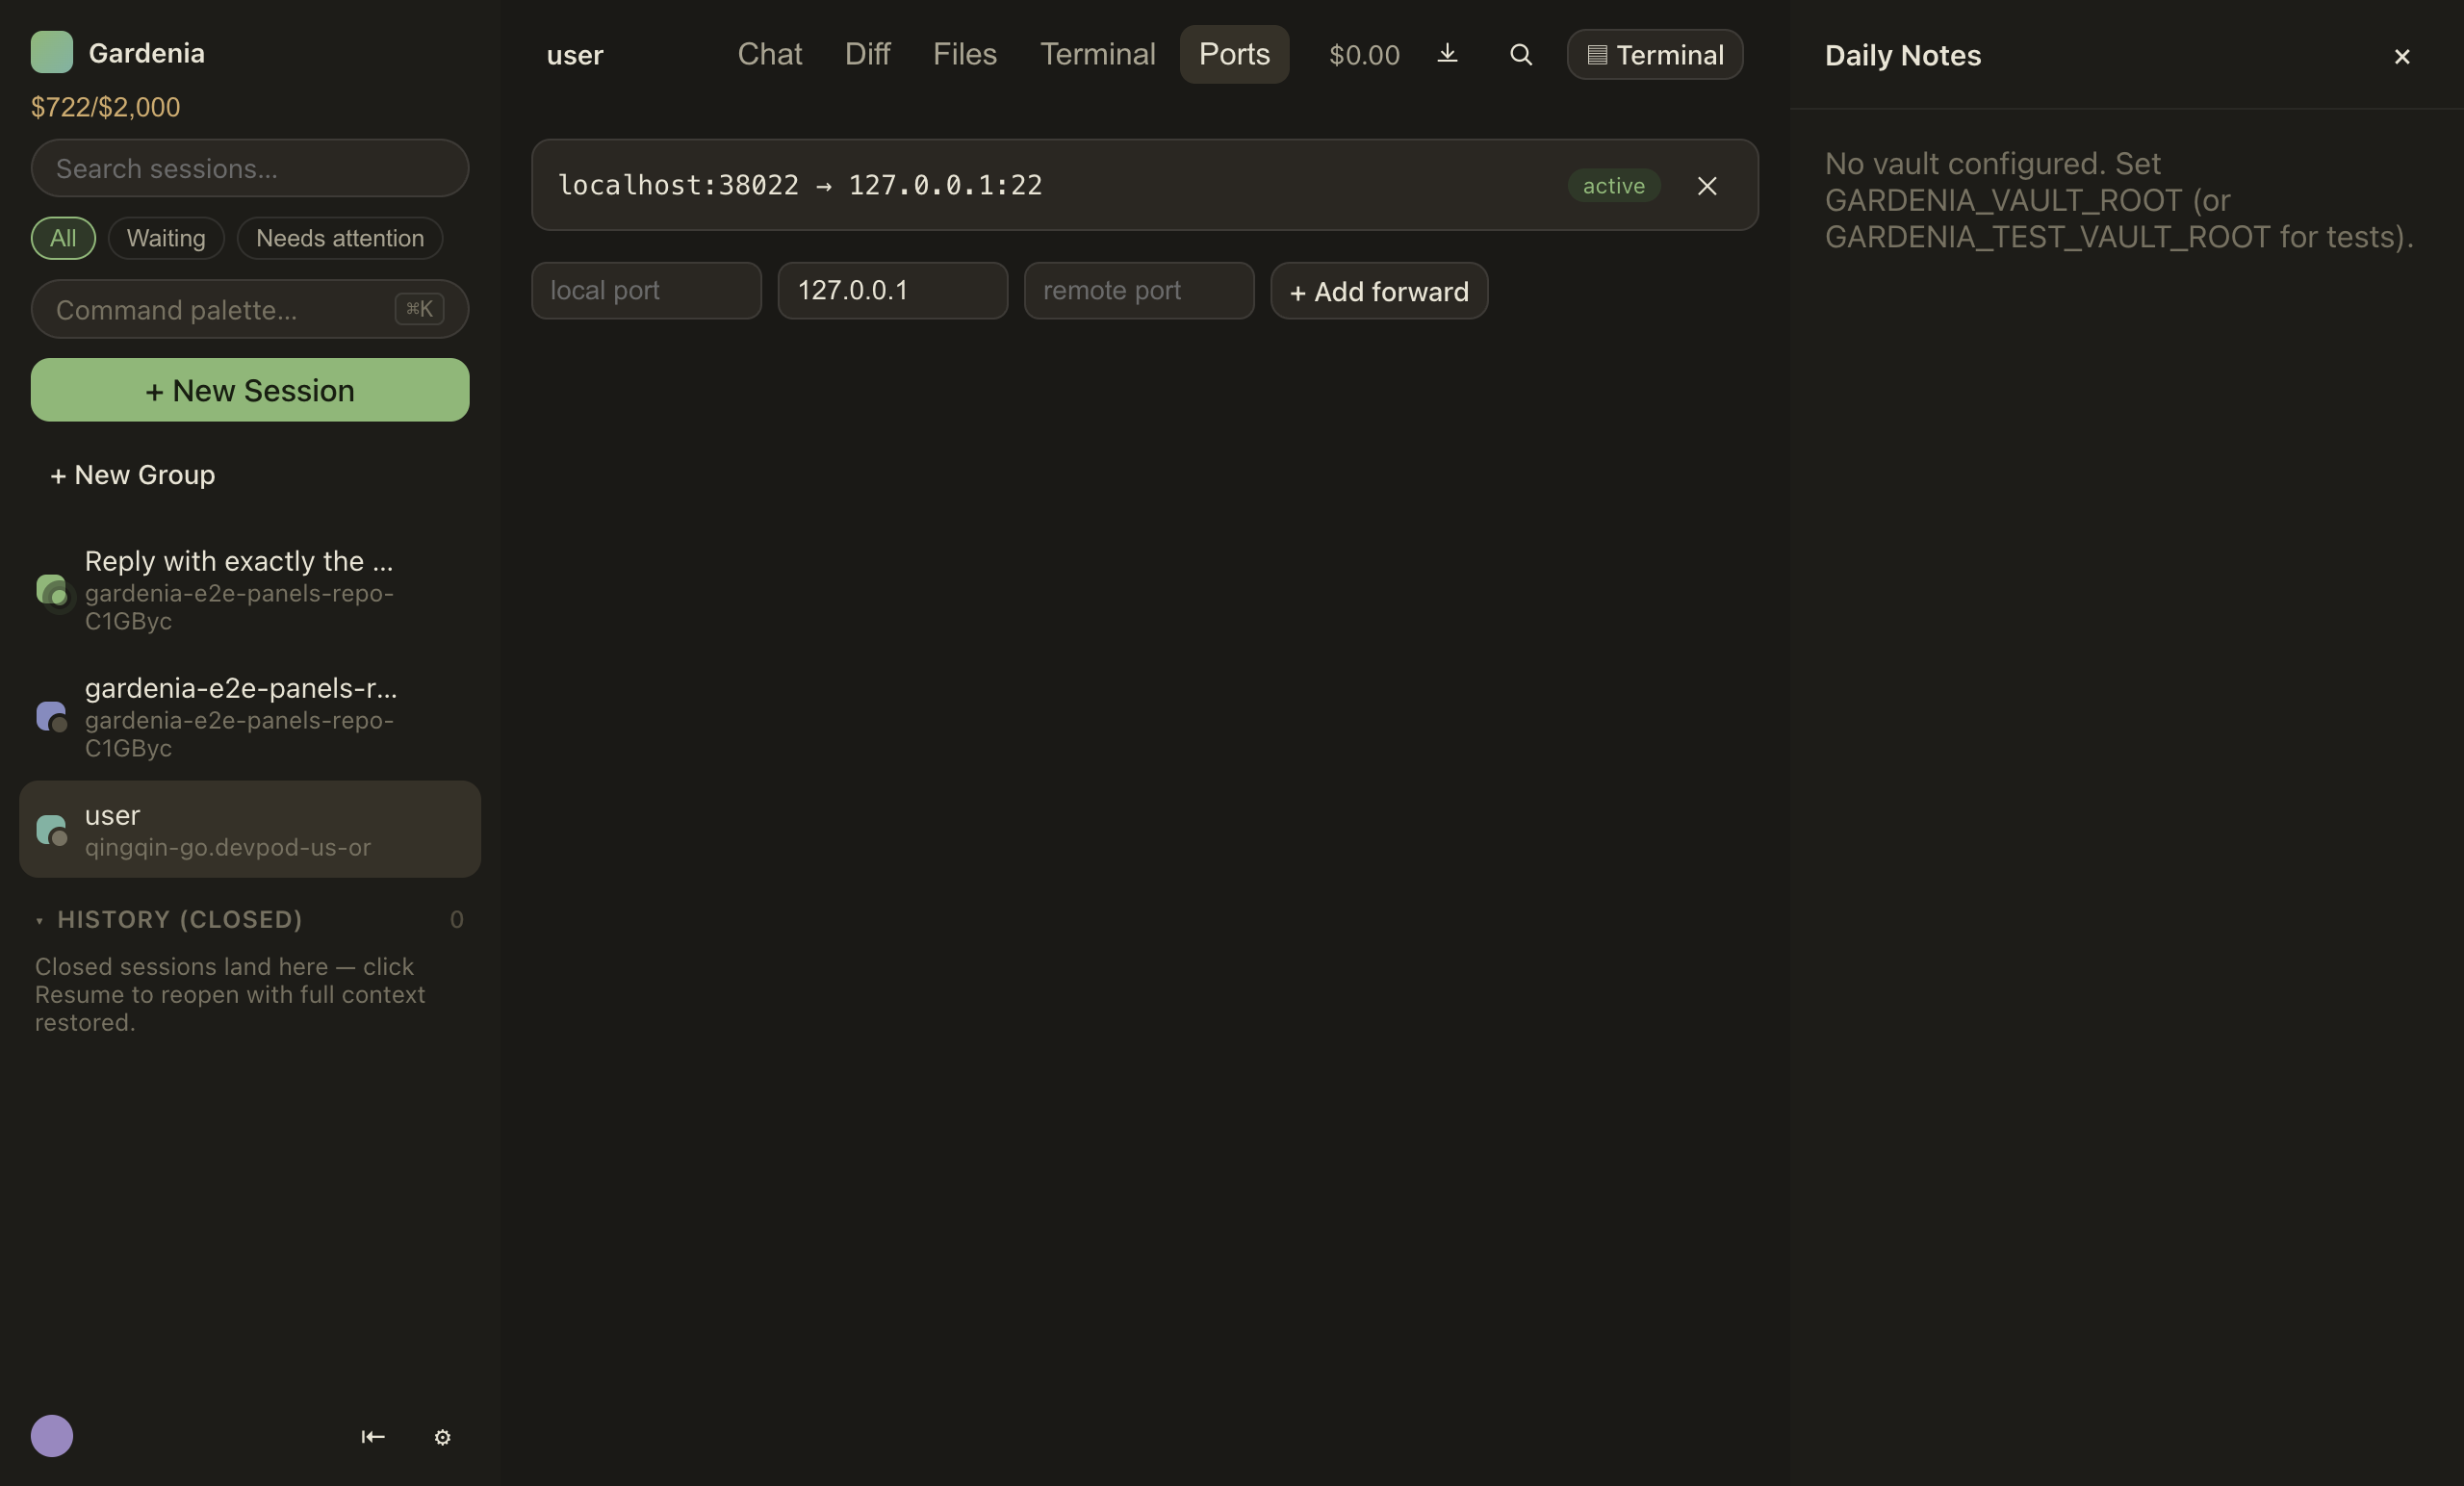 Gardenia
$722/$2,000
Search sessions...
All Waiting Needs attention
Command palette... ⌘K
+ New Session
+ New Group
Reply with exactly the ...
gardenia-e2e-panels-repo-
C1GByc
gardenia-e2e-panels-r...
gardenia-e2e-panels-repo-
C1GByc
user
qingqin-go.devpod-us-or
▾ HISTORY (CLOSED) 0
Closed sessions land here — click
Resume to reopen with full context
restored.
user Chat Diff Files Terminal Ports $0.00 Terminal
localhost:38022 → 127.0.0.1:22 active
local port 127.0.0.1 remote port + Add forward
Daily Notes
No vault configured. Set
GARDENIA_VAULT_ROOT (or
GARDENIA_TEST_VAULT_ROOT for tests).